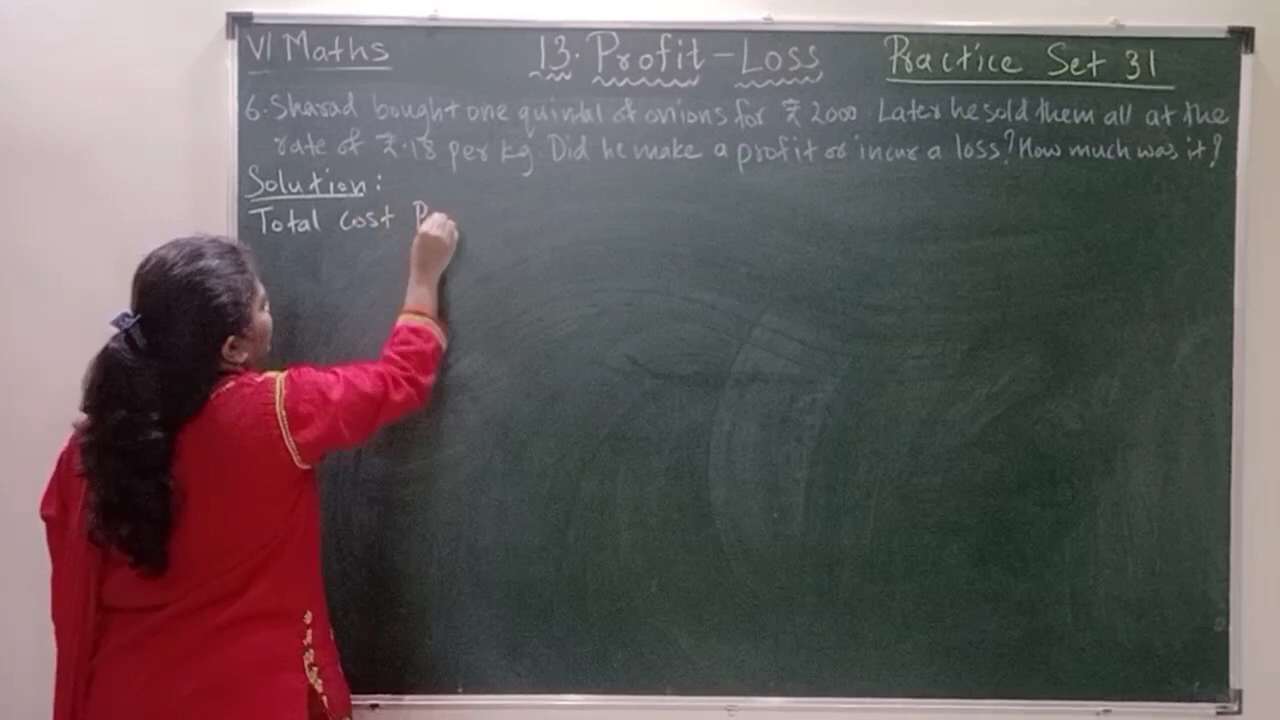 VI Maths 13. Profit-Loss Practice Set 31
6. Sharad bought one quintal of onions for ₹ 2000. Later he sold them all at the
rate of ₹.18 per kg. Did he make a profit or incur a loss? How much was it?
Solution:
Total cost P